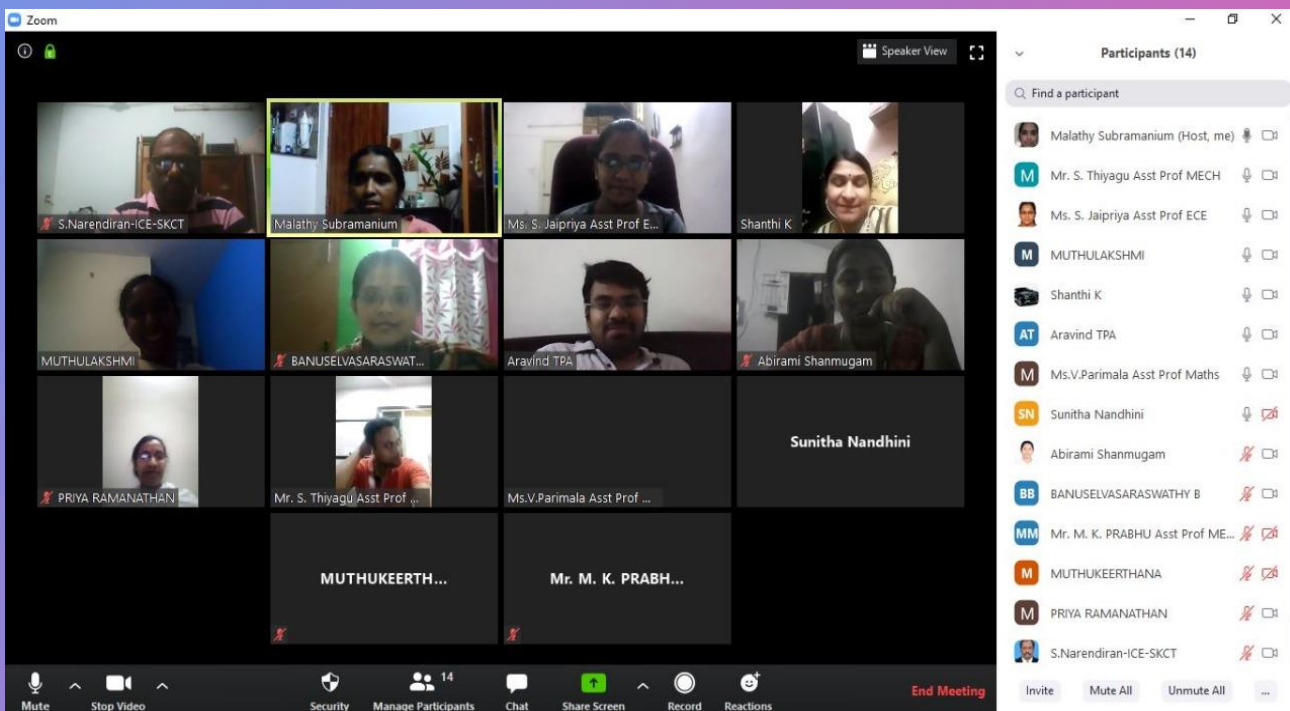 Zoom
Speaker View
S.Narendiran-ICE-SKCT
Malathy Subramanium
Ms. S. Jaipriya Asst Prof E...
Shanthi K
MUTHULAKSHMI
BANUSELVASARASWAT...
Aravind TPA
Abirami Shanmugam
PRIYA RAMANATHAN
Mr. S. Thiyagu Asst Prof ...
Ms.V.Parimala Asst Prof ...
Sunitha Nandhini
MUTHUKEERTH...
Mr. M. K. PRABH...
Mute
Stop Video
Security
Manage Participants
14
Chat
Share Screen
Record
Reactions
End Meeting
Participants (14)
Find a participant
Malathy Subramanium (Host, me)
M Mr. S. Thiyagu Asst Prof MECH
Ms. S. Jaipriya Asst Prof ECE
M MUTHULAKSHMI
Shanthi K
AT Aravind TPA
M Ms.V.Parimala Asst Prof Maths
SN Sunitha Nandhini
Abirami Shanmugam
BB BANUSELVASARASWATHY B
MM Mr. M. K. PRABHU Asst Prof ME...
M MUTHUKEERTHANA
M PRIYA RAMANATHAN
S.Narendiran-ICE-SKCT
Invite Mute All Unmute All ...